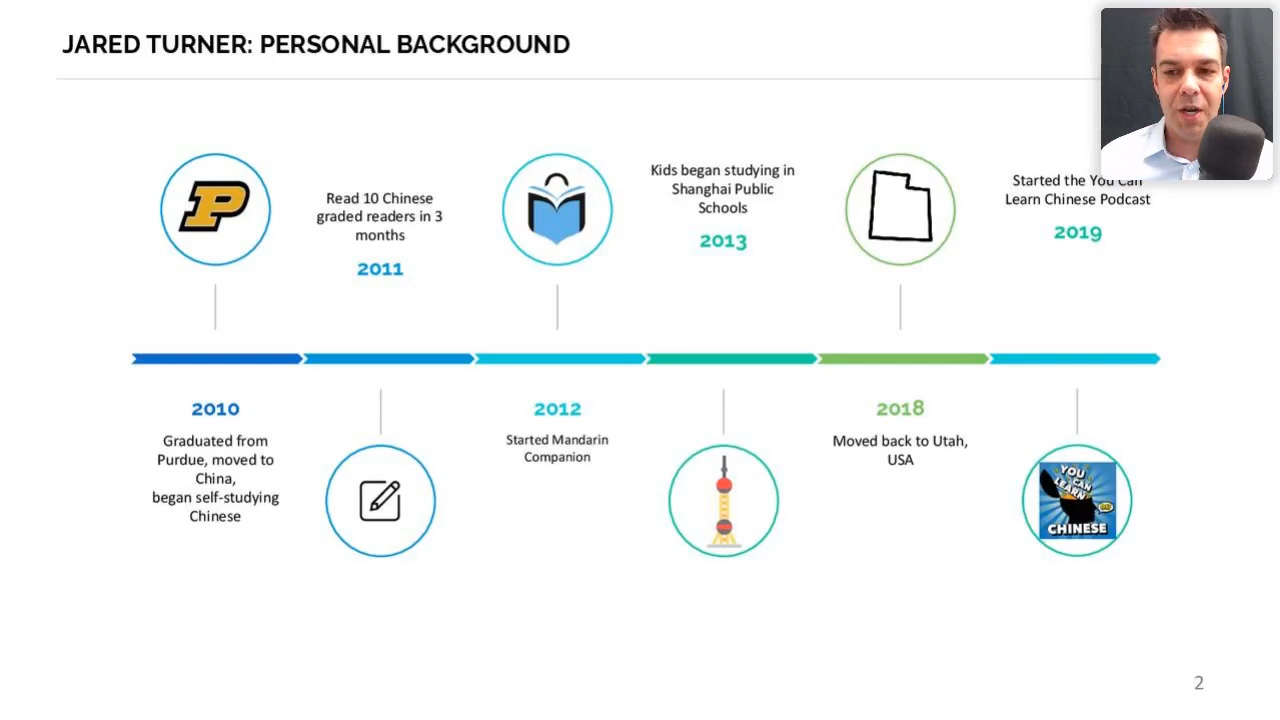 JARED TURNER: PERSONAL BACKGROUND
P
Read 10 Chinese
graded readers in 3
months
2011
Kids began studying in
Shanghai Public
Schools
2013
Started the You Can
Learn Chinese Podcast
2019
2010
Graduated from
Purdue, moved to
China,
began self-studying
Chinese
2012
Started Mandarin
Companion
2018
Moved back to Utah,
USA
YOU
CAN
LEARN
CHINESE
2